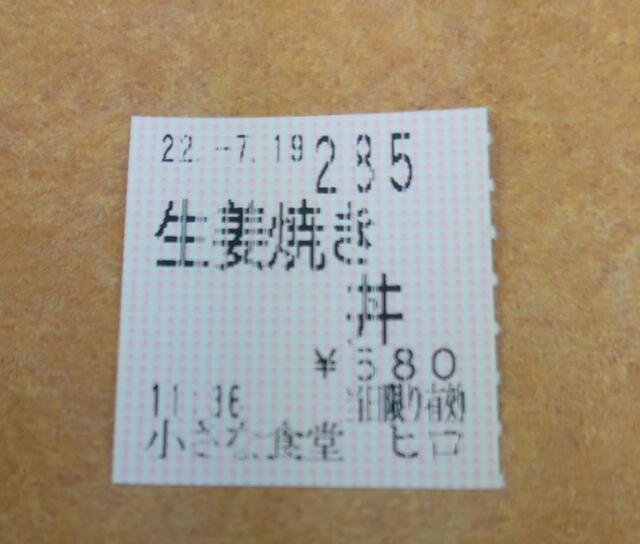 22.-7.19 285
生姜焼き
丼
¥580
11:36 当日限り有効
小さな食堂 ヒロ